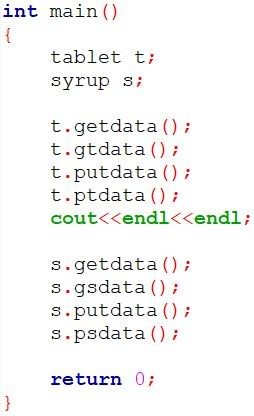 int main()
{
tablet t;
syrup s;
t.getdata();
t.gtdata();
t.putdata();
t.ptdata();
cout<<endl<<endl;
s.getdata();
s.gsdata();
s.putdata();
s.psdata();
return 0;
}